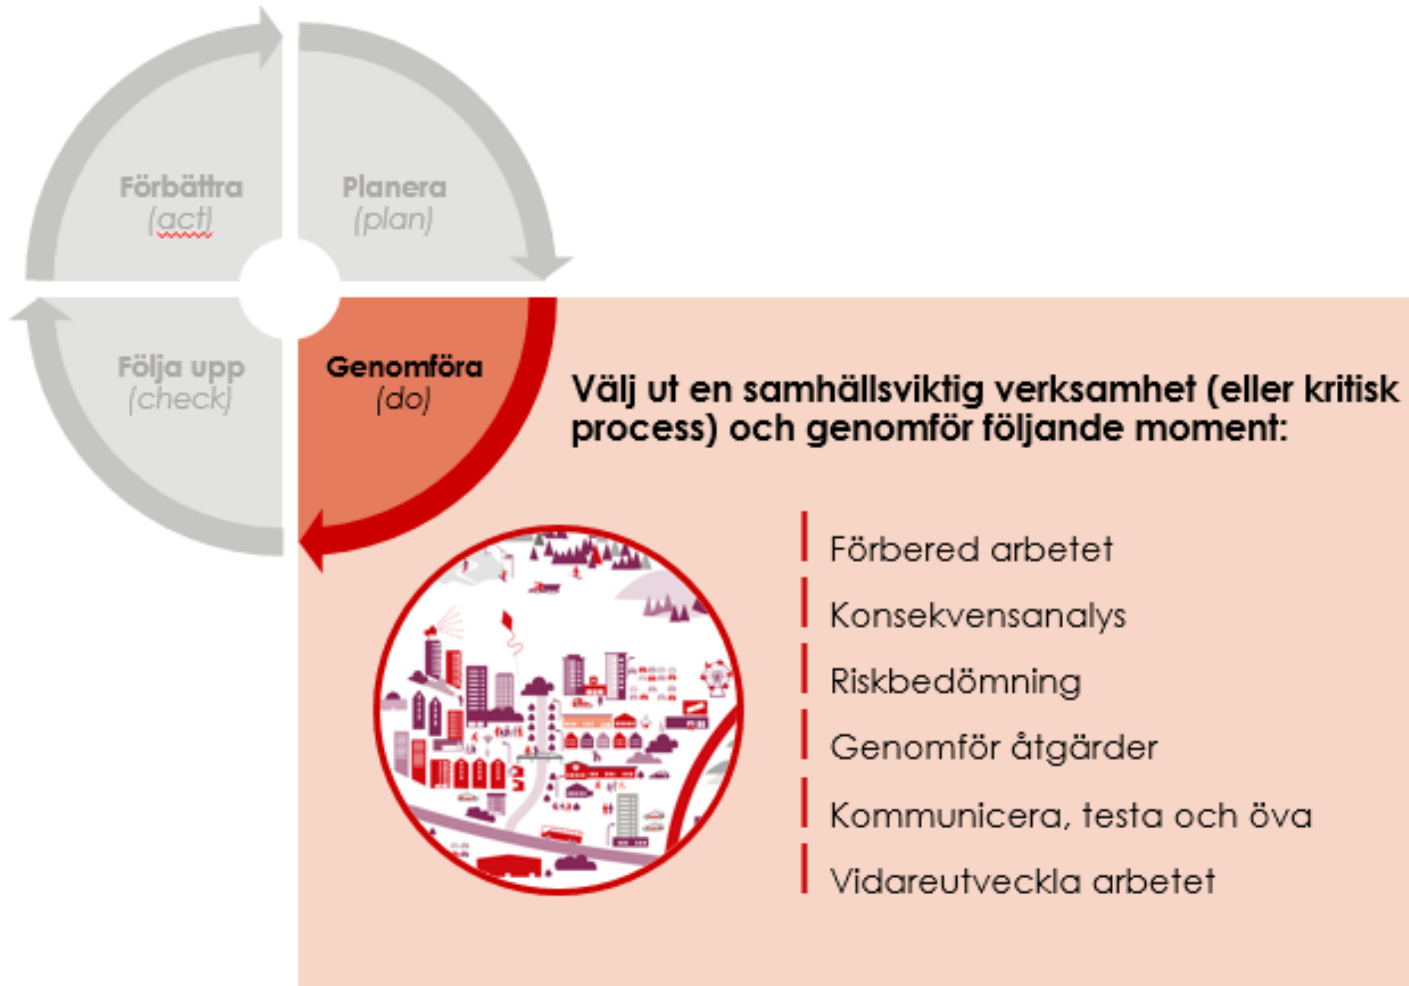 Förbättra
(act)
Planera
(plan)
Följa upp
(check)
Genomföra
(do)
Välj ut en samhällsviktig verksamhet (eller kritisk
process) och genomför följande moment:
Förbered arbetet
Konsekvensanalys
Riskbedömning
Genomför åtgärder
Kommunicera, testa och öva
Vidareutveckla arbetet